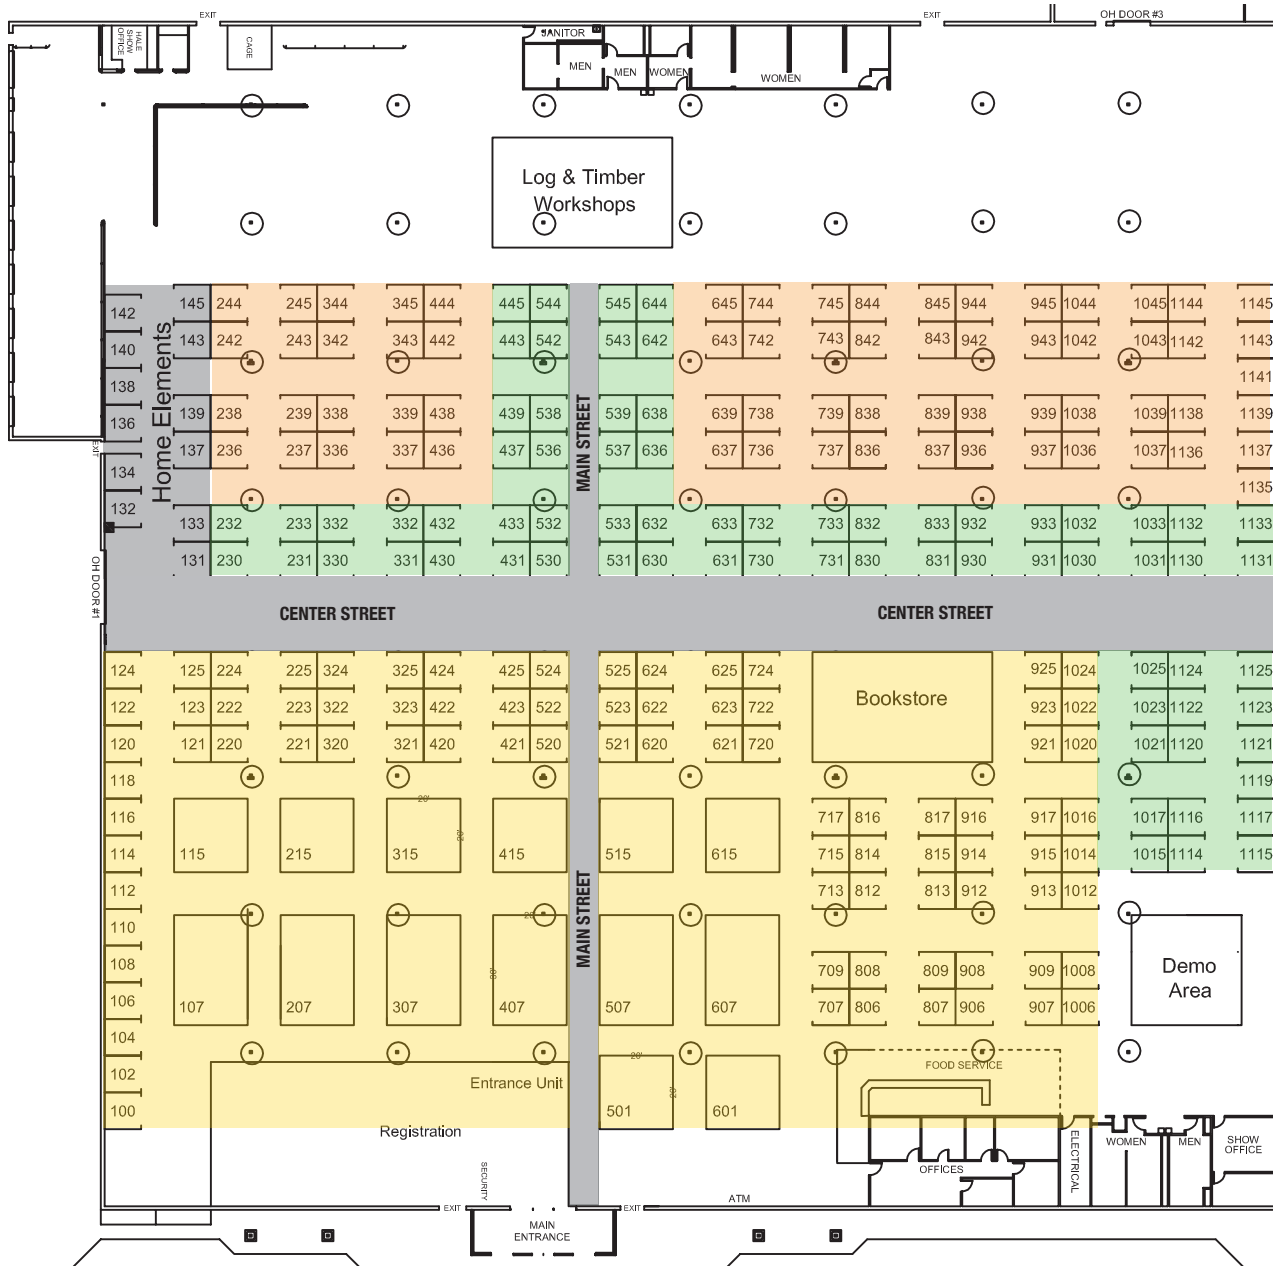 EXIT
EXIT
OH DOOR #3
HALE
SHOW
OFFICE
CAGE
JANITOR
MEN
MEN
WOMEN
WOMEN
Log & Timber
Workshops
145 244 245 344 345 444 445 544 545 644 645 744 745 844 845 944 945 1044 1045 1144 1145
142
143 242 243 342 343 442 443 542 543 642 643 742 743 842 843 942 943 1042 1043 1142 1143
140
1141
138
139 238 239 338 339 438 439 538 539 638 639 738 739 838 839 938 939 1038 1039 1138 1139
136
137 236 237 336 337 436 437 536 537 636 637 736 737 836 837 936 937 1036 1037 1136 1137
EXIT
134
1135
132
Home Elements
MAIN STREET
133 232 233 332 332 432 433 532 533 632 633 732 733 832 833 932 933 1032 1033 1132 1133
131 230 231 330 331 430 431 530 531 630 631 730 731 830 831 930 931 1030 1031 1130 1131
OH DOOR #1
CENTER STREET
CENTER STREET
124 125 224 225 324 325 424 425 524 525 624 625 724 925 1024 1025 1124 1125
Bookstore
122 123 222 223 322 323 422 423 522 523 622 623 722 923 1022 1023 1122 1123
120 121 220 221 320 321 420 421 520 521 620 621 720 921 1020 1021 1120 1121
118 1119
20'
116 717 816 817 916 917 1016 1017 1116 1117
20'
114 115 215 315 415 515 615 715 814 815 914 915 1014 1015 1114 1115
112 713 812 813 912 913 1012
MAIN STREET
20'
110
108 709 808 809 908 909 1008
30'
Demo
Area
106 107 207 307 407 507 607 707 806 807 906 907 1006
104
20'
FOOD SERVICE
102
Entrance Unit
20'
100 501 601
Registration
ELECTRICAL
WOMEN
MEN
SHOW
OFFICE
OFFICES
SECURITY
ATM
EXIT
EXIT
MAIN
ENTRANCE